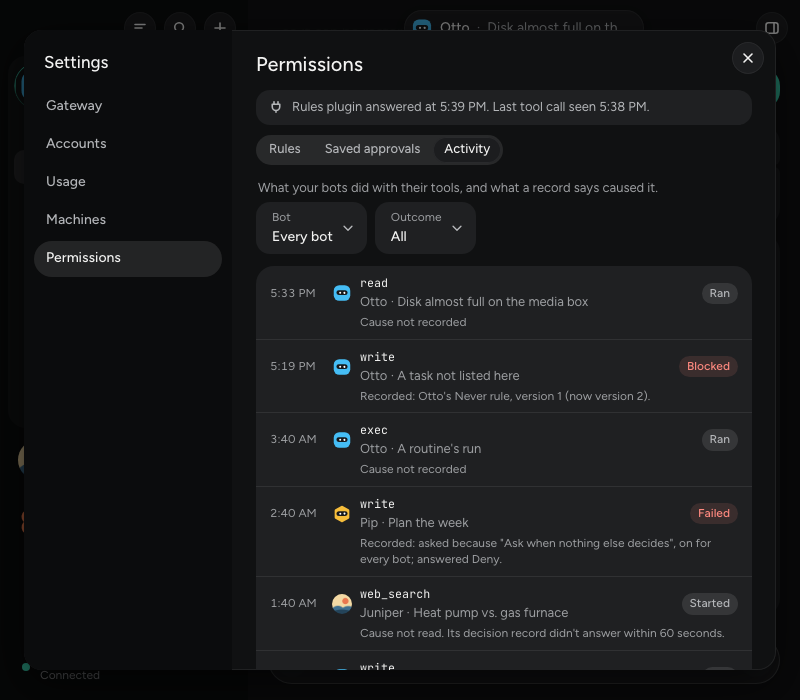 Otto · Disk almost full on th
Settings
Gateway
Accounts
Usage
Machines
Permissions
Connected
Permissions
Rules plugin answered at 5:39 PM. Last tool call seen 5:38 PM.
Rules Saved approvals Activity
What your bots did with their tools, and what a record says caused it.
Bot
Every bot
Outcome
All
read
5:33 PM Ran
Otto · Disk almost full on the media box
Cause not recorded
write
5:19 PM Blocked
Otto · A task not listed here
Recorded: Otto's Never rule, version 1 (now version 2).
exec
3:40 AM Ran
Otto · A routine's run
Cause not recorded
write
2:40 AM Failed
Pip · Plan the week
Recorded: asked because "Ask when nothing else decides", on for
every bot; answered Deny.
web_search
1:40 AM Started
Juniper · Heat pump vs. gas furnace
Cause not read. Its decision record didn't answer within 60 seconds.
write